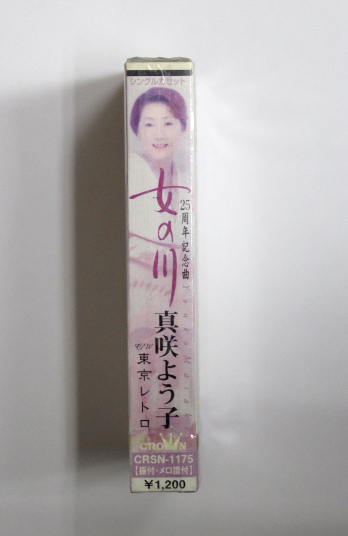 シングルカセット
25周年記念曲
女の川
真咲よう子
C/W
東京レトロ
CROWN
CRSN-1175
【振付・メロ譜付】
¥1,200